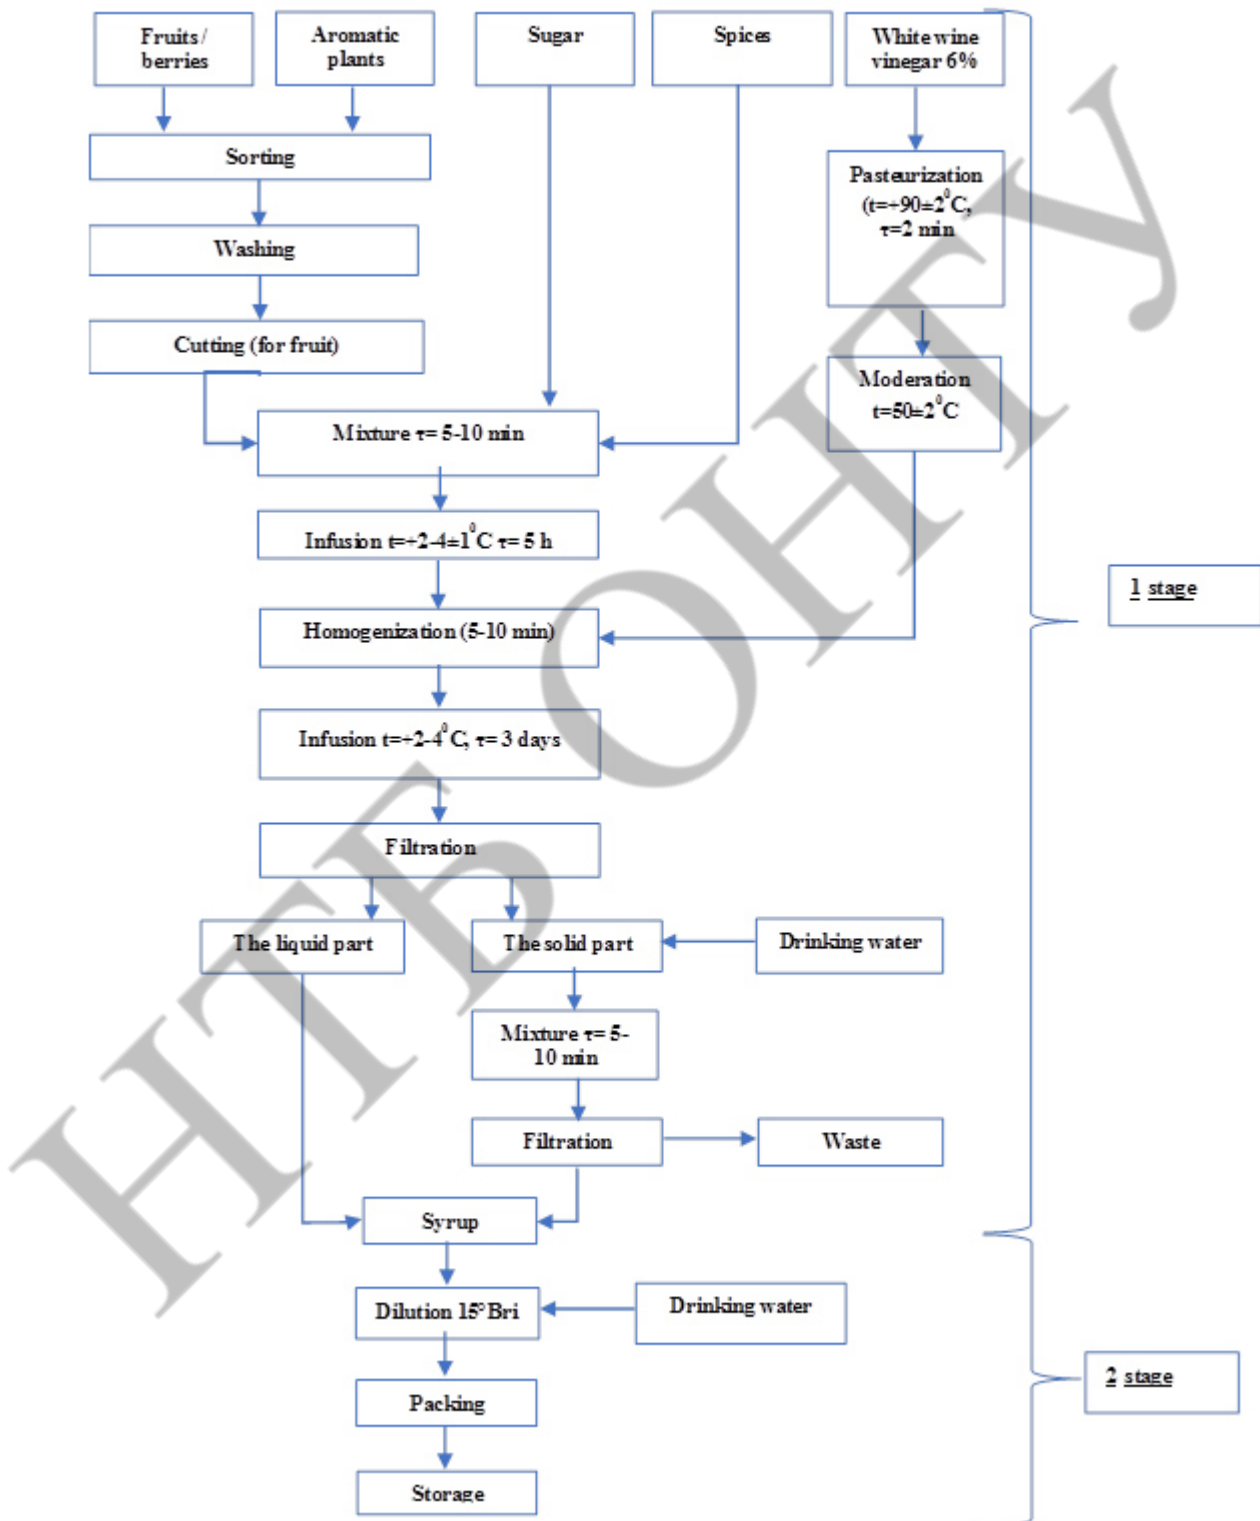 Fruits /
berries
Aromatic
plants
Sugar
Spices
White wine
vinegar 6%
Sorting
Pasteurization
(t=+90±2⁰C,
τ=2 min
Washing
Cutting (for fruit)
Moderation
t=50±2⁰C
Mixture τ= 5-10 min
Infusion t=+2-4±1⁰C τ= 5 h
1 stage
Homogenization (5-10 min)
Infusion t=+2-4⁰C, τ= 3 days
Filtration
The liquid part
The solid part
Drinking water
Mixture τ= 5-
10 min
Filtration
Waste
Syrup
Dilution 15°Bri
Drinking water
2 stage
Packing
Storage
НТБ ОНТУ